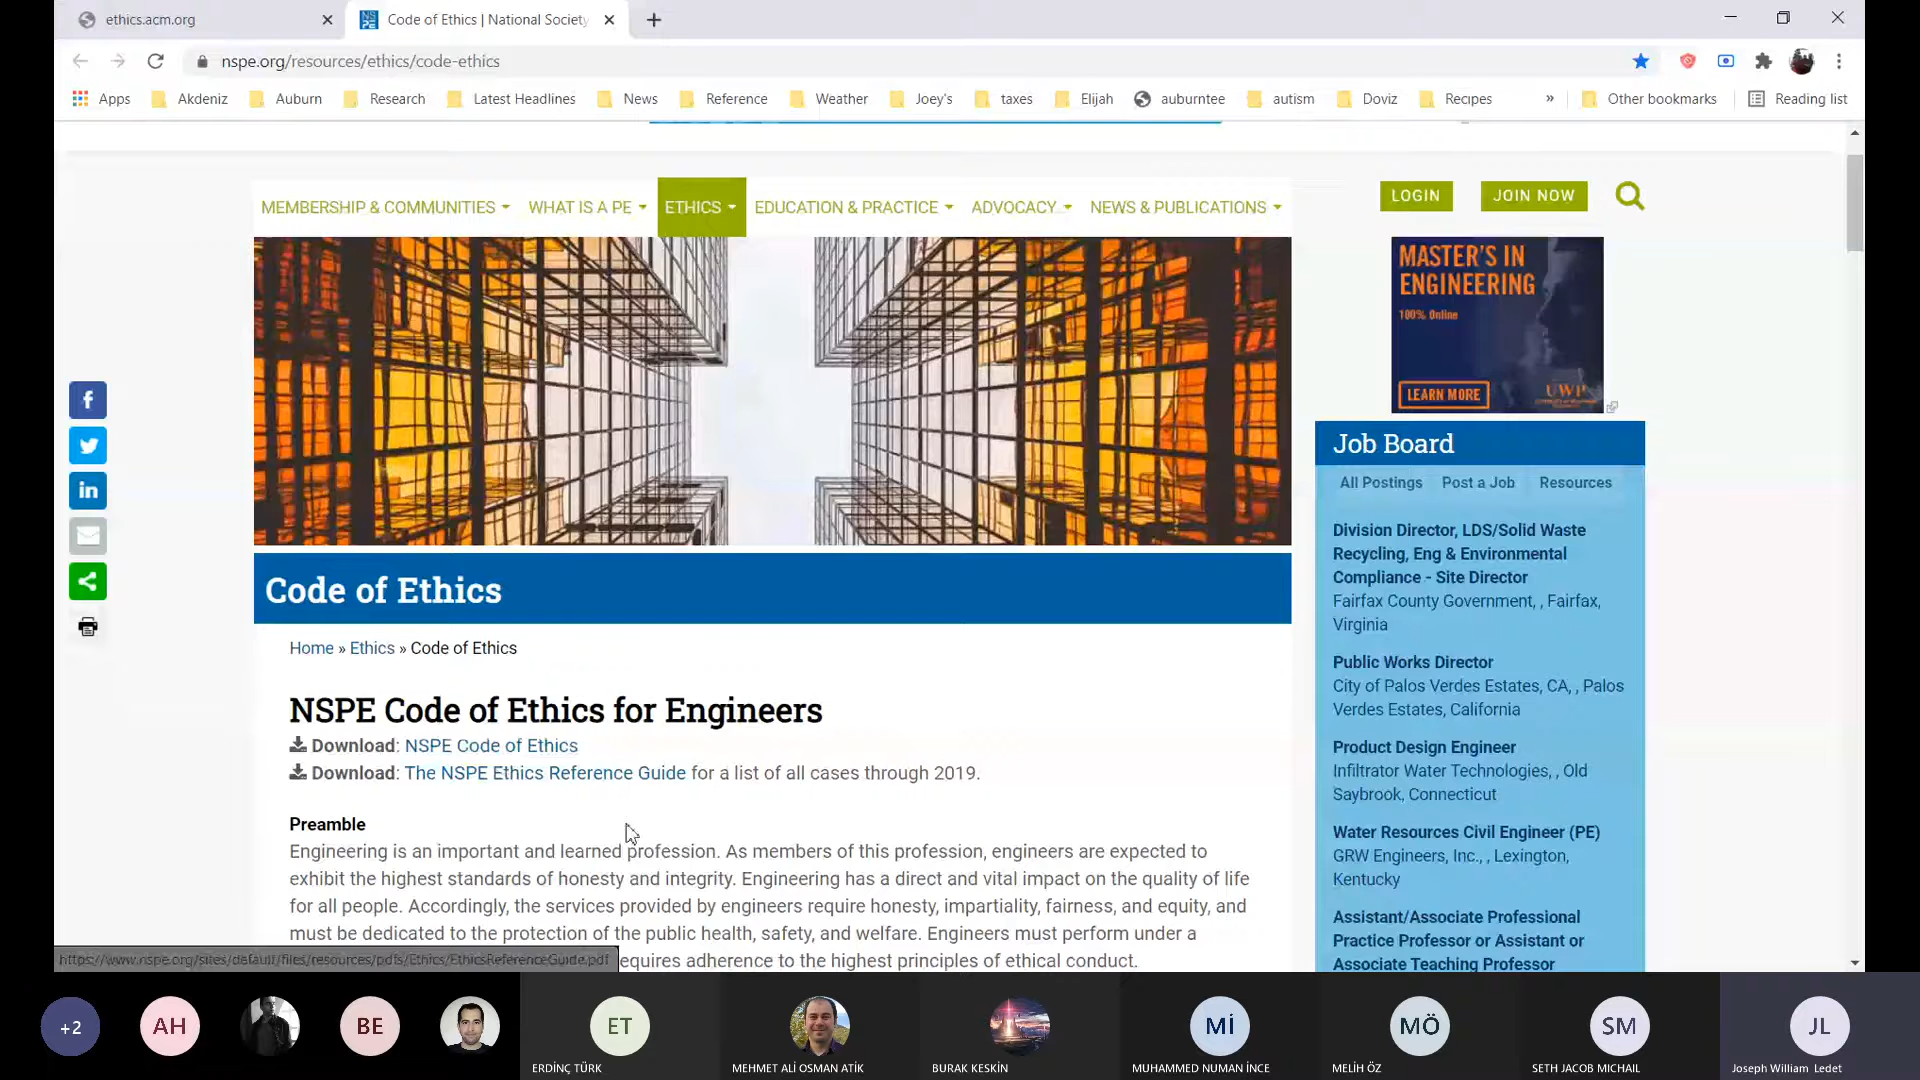 ethics.acm.org
Code of Ethics | National Society
nspe.org/resources/ethics/code-ethics
Apps
Akdeniz
Auburn
Research
Latest Headlines
News
Reference
Weather
Joey's
taxes
Elijah
auburntee
autism
Doviz
Recipes
»
Other bookmarks
Reading list
MEMBERSHIP & COMMUNITIES
WHAT IS A PE
ETHICS
EDUCATION & PRACTICE
ADVOCACY
NEWS & PUBLICATIONS
LOGIN
JOIN NOW
MASTER'S IN
ENGINEERING
100% Online
LEARN MORE
UWP
Job Board
All Postings Post a Job Resources
Division Director, LDS/Solid Waste
Recycling, Eng & Environmental
Compliance - Site Director
Fairfax County Government, , Fairfax,
Virginia
Public Works Director
City of Palos Verdes Estates, CA, , Palos
Verdes Estates, California
Product Design Engineer
Infiltrator Water Technologies, , Old
Saybrook, Connecticut
Water Resources Civil Engineer (PE)
GRW Engineers, Inc., , Lexington,
Kentucky
Assistant/Associate Professional
Practice Professor or Assistant or
Associate Teaching Professor
Code of Ethics
Home » Ethics » Code of Ethics
NSPE Code of Ethics for Engineers
Download: NSPE Code of Ethics
Download: The NSPE Ethics Reference Guide for a list of all cases through 2019.
Preamble
Engineering is an important and learned profession. As members of this profession, engineers are expected to
exhibit the highest standards of honesty and integrity. Engineering has a direct and vital impact on the quality of life
for all people. Accordingly, the services provided by engineers require honesty, impartiality, fairness, and equity, and
must be dedicated to the protection of the public health, safety, and welfare. Engineers must perform under a
equires adherence to the highest principles of ethical conduct.
https://www.nspe.org/sites/default/files/resources/pdfs/Ethics/EthicsReferenceGuide.pdf
+2
AH
BE
ET
Mİ
MÖ
SM
JL
ERDİNÇ TÜRK
MEHMET ALİ OSMAN ATİK
BURAK KESKİN
MUHAMMED NUMAN İNCE
MELİH ÖZ
SETH JACOB MICHAIL
Joseph William Ledet